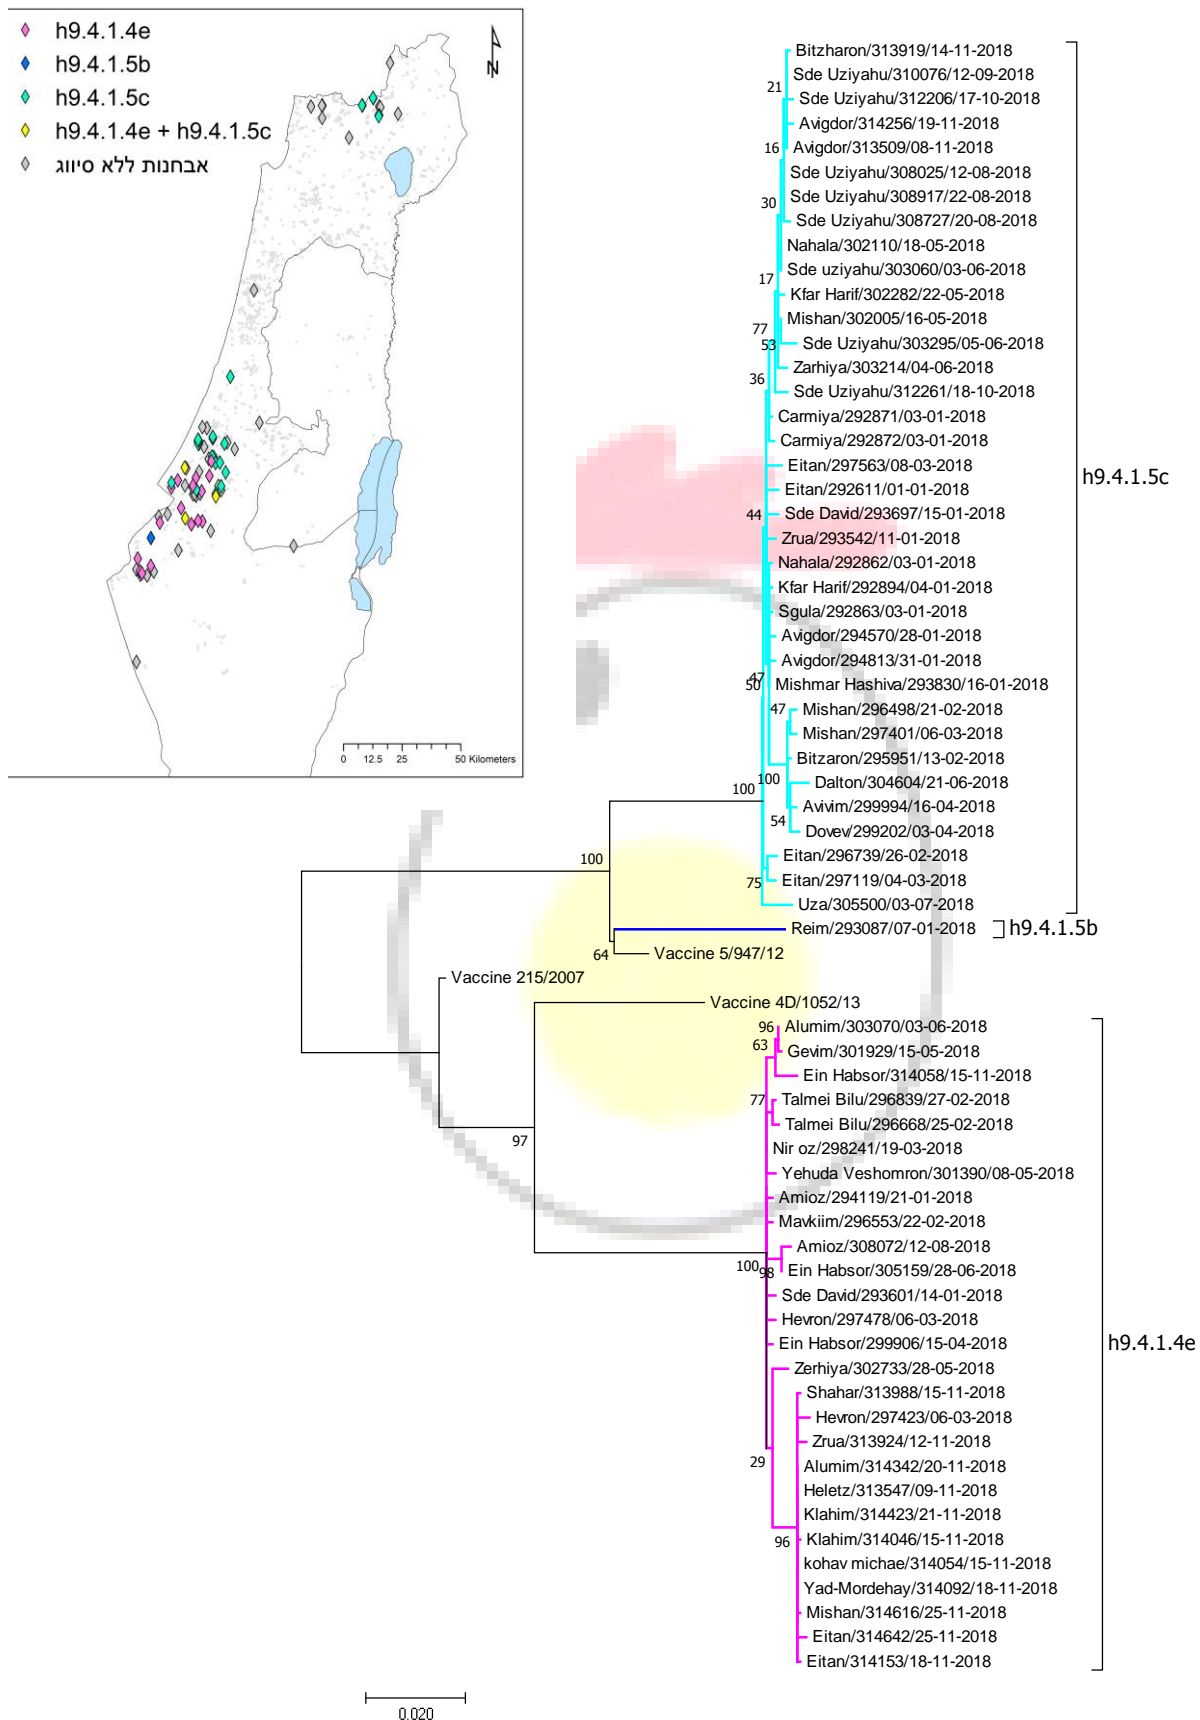 h9.4.1.4e
h9.4.1.5b
h9.4.1.5c
h9.4.1.4e + h9.4.1.5c
אבחנות ללא סיווג
N
0 12.5 25 50 Kilometers
Bitzharon/313919/14-11-2018
Sde Uziyahu/310076/12-09-2018
21
Sde Uziyahu/312206/17-10-2018
Avigdor/314256/19-11-2018
16
Avigdor/313509/08-11-2018
Sde Uziyahu/308025/12-08-2018
Sde Uziyahu/308917/22-08-2018
30
Sde Uziyahu/308727/20-08-2018
Nahala/302110/18-05-2018
Sde uziyahu/303060/03-06-2018
17
Kfar Harif/302282/22-05-2018
Mishan/302005/16-05-2018
77
53
Sde Uziyahu/303295/05-06-2018
Zarhiya/303214/04-06-2018
36
Sde Uziyahu/312261/18-10-2018
Carmiya/292871/03-01-2018
Carmiya/292872/03-01-2018
Eitan/297563/08-03-2018
h9.4.1.5c
Eitan/292611/01-01-2018
44
Sde David/293697/15-01-2018
Zrua/293542/11-01-2018
Nahala/292862/03-01-2018
Kfar Harif/292894/04-01-2018
Sgula/292863/03-01-2018
Avigdor/294570/28-01-2018
Avigdor/294813/31-01-2018
47
50
Mishmar Hashiva/293830/16-01-2018
47
Mishan/296498/21-02-2018
Mishan/297401/06-03-2018
Bitzaron/295951/13-02-2018
100
100
Dalton/304604/21-06-2018
Avivim/299994/16-04-2018
54
Dovev/299202/03-04-2018
100
Eitan/296739/26-02-2018
75
Eitan/297119/04-03-2018
Uza/305500/03-07-2018
Reim/293087/07-01-2018
h9.4.1.5b
64
Vaccine 5/947/12
Vaccine 215/2007
Vaccine 4D/1052/13
96
Alumim/303070/03-06-2018
63
Gevim/301929/15-05-2018
Ein Habsor/314058/15-11-2018
77
Talmei Bilu/296839/27-02-2018
Talmei Bilu/296668/25-02-2018
97
Nir oz/298241/19-03-2018
Yehuda Veshomron/301390/08-05-2018
Amioz/294119/21-01-2018
Mavkiim/296553/22-02-2018
Amioz/308072/12-08-2018
100
98
Ein Habsor/305159/28-06-2018
Sde David/293601/14-01-2018
Hevron/297478/06-03-2018
Ein Habsor/299906/15-04-2018
h9.4.1.4e
Zerhiya/302733/28-05-2018
Shahar/313988/15-11-2018
Hevron/297423/06-03-2018
Zrua/313924/12-11-2018
29
Alumim/314342/20-11-2018
Heletz/313547/09-11-2018
Klahim/314423/21-11-2018
96
Klahim/314046/15-11-2018
kohav michae/314054/15-11-2018
Yad-Mordehay/314092/18-11-2018
Mishan/314616/25-11-2018
Eitan/314642/25-11-2018
Eitan/314153/18-11-2018
0.020